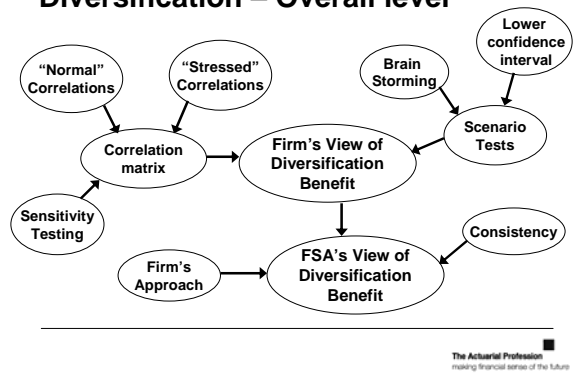 Diversification – Overall level
Lower
confidence
interval
"Normal"
Correlations
"Stressed"
Correlations
Brain
Storming
Correlation
matrix
Firm's View of
Diversification
Benefit
Scenario
Tests
Sensitivity
Testing
Firm's
Approach
FSA's View of
Diversification
Benefit
Consistency
The Actuarial Profession
making financial sense of the future